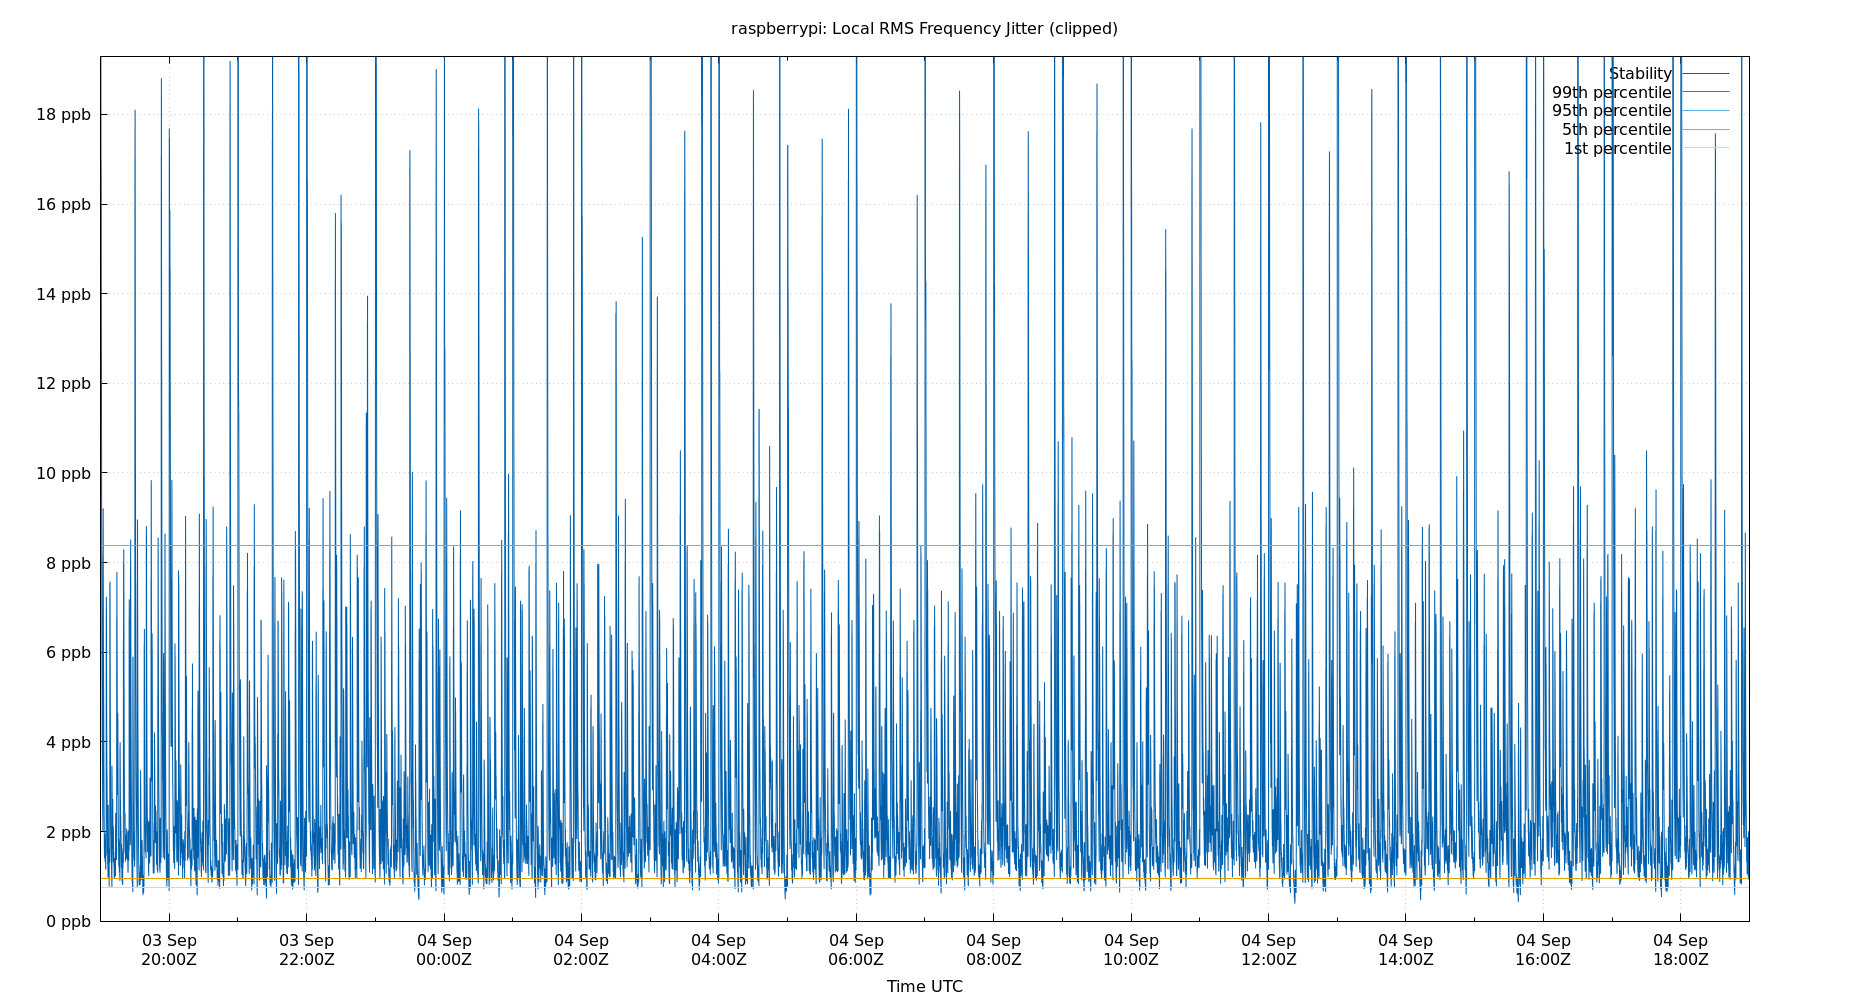 raspberrypi: Local RMS Frequency Jitter (clipped)
Stability
99th percentile
95th percentile
5th percentile
1st percentile
18 ppb
16 ppb
14 ppb
12 ppb
10 ppb
8 ppb
6 ppb
4 ppb
2 ppb
0 ppb
03 Sep 03 Sep 04 Sep 04 Sep 04 Sep 04 Sep 04 Sep 04 Sep 04 Sep 04 Sep 04 Sep 04 Sep
20:00Z 22:00Z 00:00Z 02:00Z 04:00Z 06:00Z 08:00Z 10:00Z 12:00Z 14:00Z 16:00Z 18:00Z
Time UTC